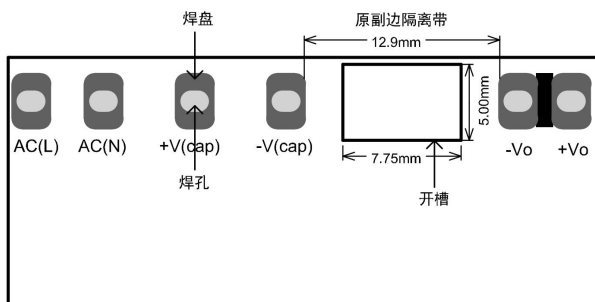 焊盘
原副边隔离带
12.9mm
5.00mm
AC(L) AC(N) +V(cap) -V(cap) -Vo +Vo
7.75mm
焊孔
开槽